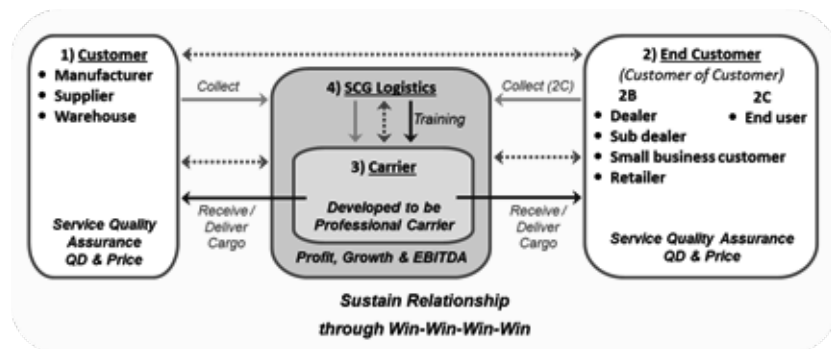 1) Customer
• Manufacturer
• Supplier
• Warehouse
Collect
Receive/
Deliver
Cargo
Service Quality
Assurance
QD & Price
4) SCG Logistics
Training
3) Carrier
Developed to be
Professional Carrier
Profit, Growth & EBITDA
Collect (2C)
Receive/
Deliver
Cargo
2) End Customer
(Customer of Customer)
2B
• Dealer
• Sub dealer
• Small business customer
• Retailer
2C
• End user
Service Quality Assurance
QD & Price
Sustain Relationship
through Win-Win-Win-Win